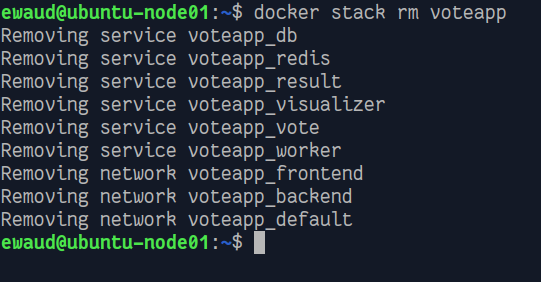 ewaud@ubuntu-node01:~$ docker stack rm voteapp
Removing service voteapp_db
Removing service voteapp_redis
Removing service voteapp_result
Removing service voteapp_visualizer
Removing service voteapp_vote
Removing service voteapp_worker
Removing network voteapp_frontend
Removing network voteapp_backend
Removing network voteapp_default
ewaud@ubuntu-node01:~$